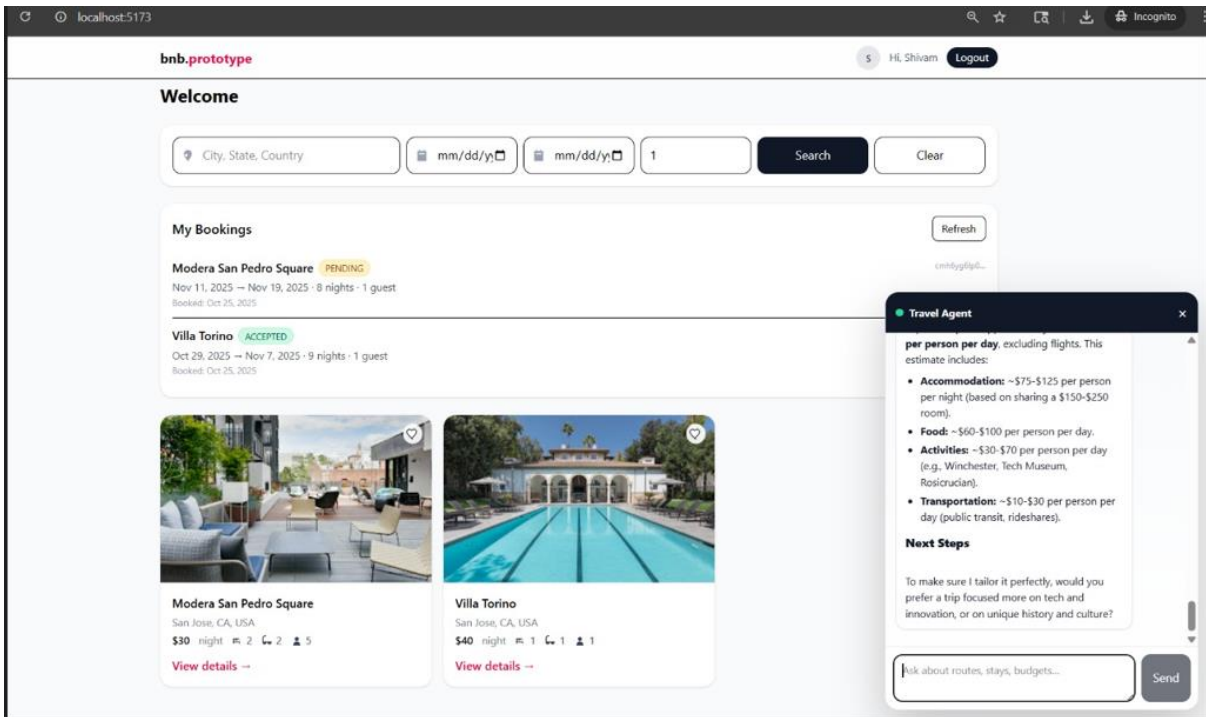 localhost:5173
Incognito
bnb.prototype
S Hi, Shivam Logout
Welcome
City, State, Country
mm/dd/y
mm/dd/y
1
Search
Clear
My Bookings
Refresh
Modera San Pedro Square PENDING
Nov 11, 2025 → Nov 19, 2025 · 8 nights · 1 guest
Booked: Oct 25, 2025
Villa Torino ACCEPTED
Oct 29, 2025 → Nov 7, 2025 · 9 nights · 1 guest
Booked: Oct 25, 2025
Modera San Pedro Square
San Jose, CA, USA
$30 night 2 2 5
View details →
Villa Torino
San Jose, CA, USA
$40 night 1 1 1
View details →
Travel Agent ×
per person per day, excluding flights. This
estimate includes:
• Accommodation: ~$75-$125 per person
per night (based on sharing a $150-$250
room).
• Food: ~$60-$100 per person per day.
• Activities: ~$30-$70 per person per day
(e.g., Winchester, Tech Museum,
Rosicrucian).
• Transportation: ~$10-$30 per person per
day (public transit, rideshares).
Next Steps
To make sure I tailor it perfectly, would you
prefer a trip focused more on tech and
innovation, or on unique history and culture?
Ask about routes, stays, budgets...
Send